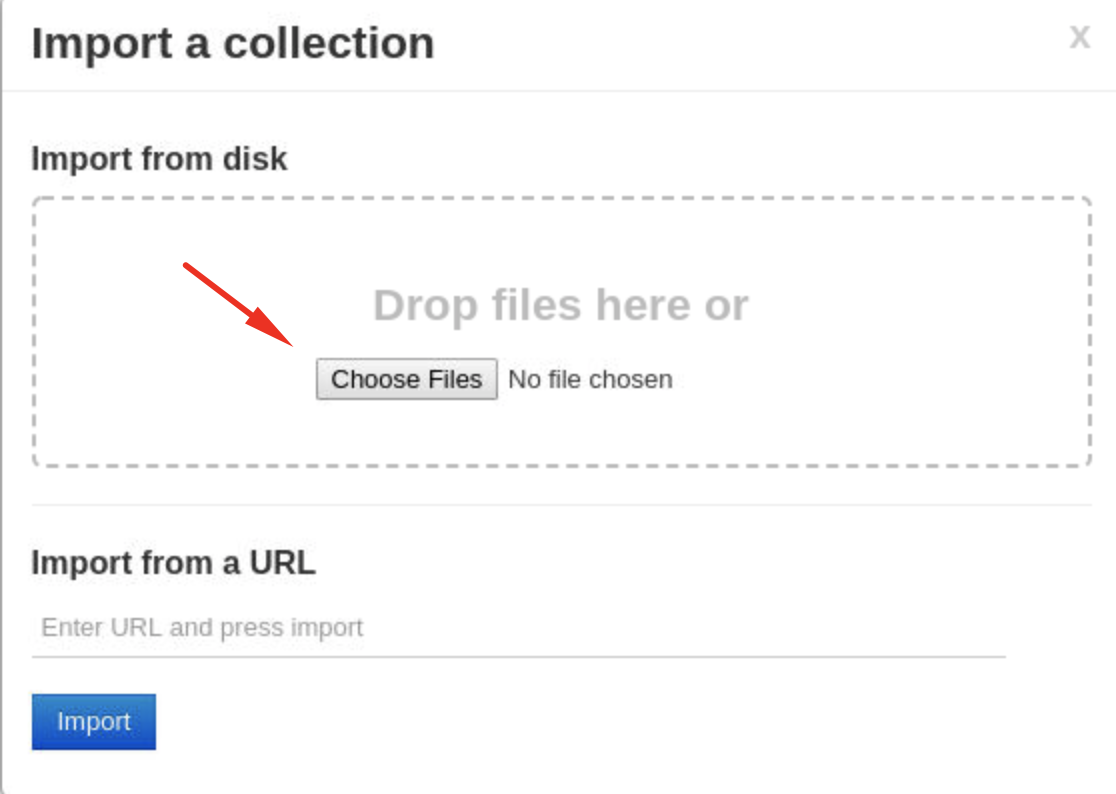 Import a collection
x
Import from disk
Drop files here or
Choose Files No file chosen
Import from a URL
Enter URL and press import
Import